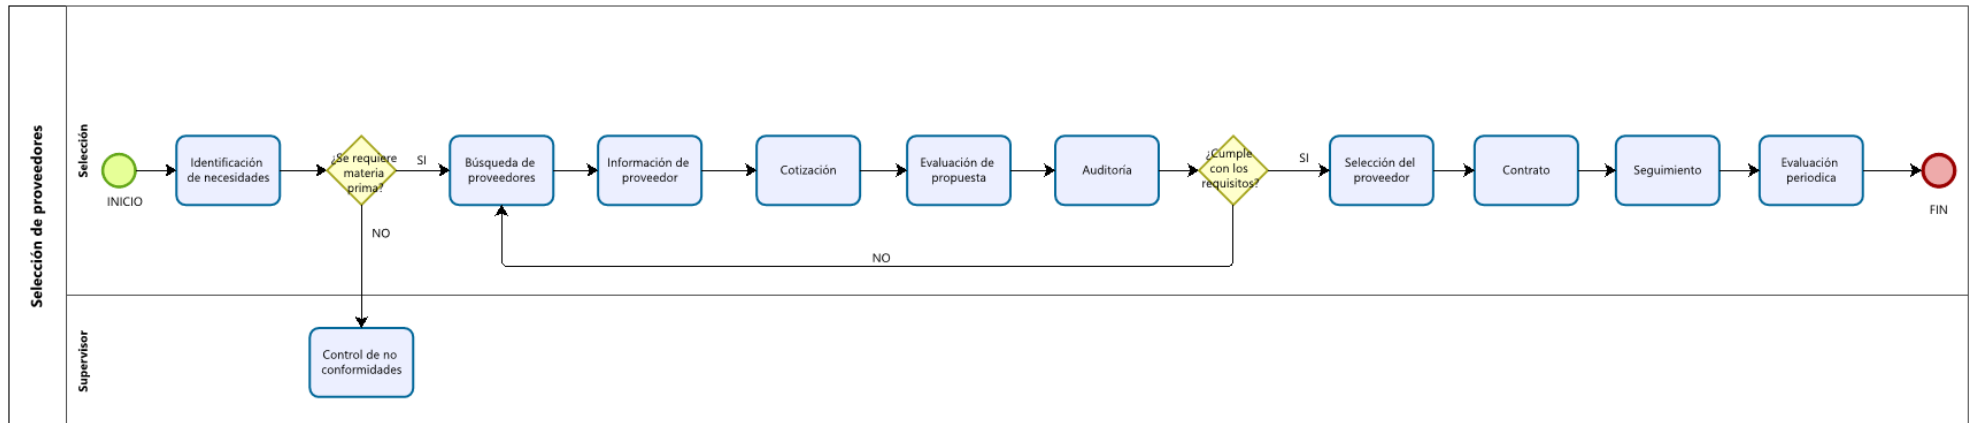 Selección de proveedores
Selección
INICIO
Identificación
de necesidades
¿Se requiere
materia
prima?
SI
NO
Búsqueda de
proveedores
Información de
proveedor
Cotización
Evaluación de
propuesta
Auditoría
¿Cumple
con los
requisitos?
SI
NO
Selección del
proveedor
Contrato
Seguimiento
Evaluación
periodica
FIN
Supervisor
Control de no
conformidades